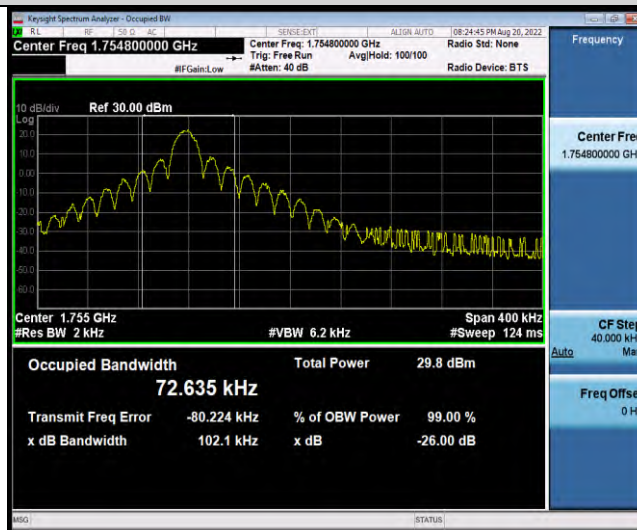 Keysight Spectrum Analyzer - Occupied BW
RL RF 50 Ω AC SENSE:EXT ALIGN AUTO 08:24:45 PM Aug 20, 2022
Center Freq 1.754800000 GHz
Center Freq: 1.754800000 GHz
Radio Std: None
Trig: Free Run Avg|Hold: 100/100
#IFGain:Low #Atten: 40 dB Radio Device: BTS
10 dB/div Ref 30.00 dBm
Log
20.0
10.0
0.00
-10.0
-20.0
-30.0
-40.0
-50.0
-60.0
Center 1.755 GHz Span 400 kHz
#Res BW 2 kHz #VBW 6.2 kHz #Sweep 124 ms
Occupied Bandwidth Total Power 29.8 dBm
72.635 kHz
Transmit Freq Error -80.224 kHz % of OBW Power 99.00 %
x dB Bandwidth 102.1 kHz x dB -26.00 dB
MSG STATUS
Frequency
Center Fre
1.754800000 GH
CF Ste
40.000 kH
Auto Ma
Freq Offse
0 H